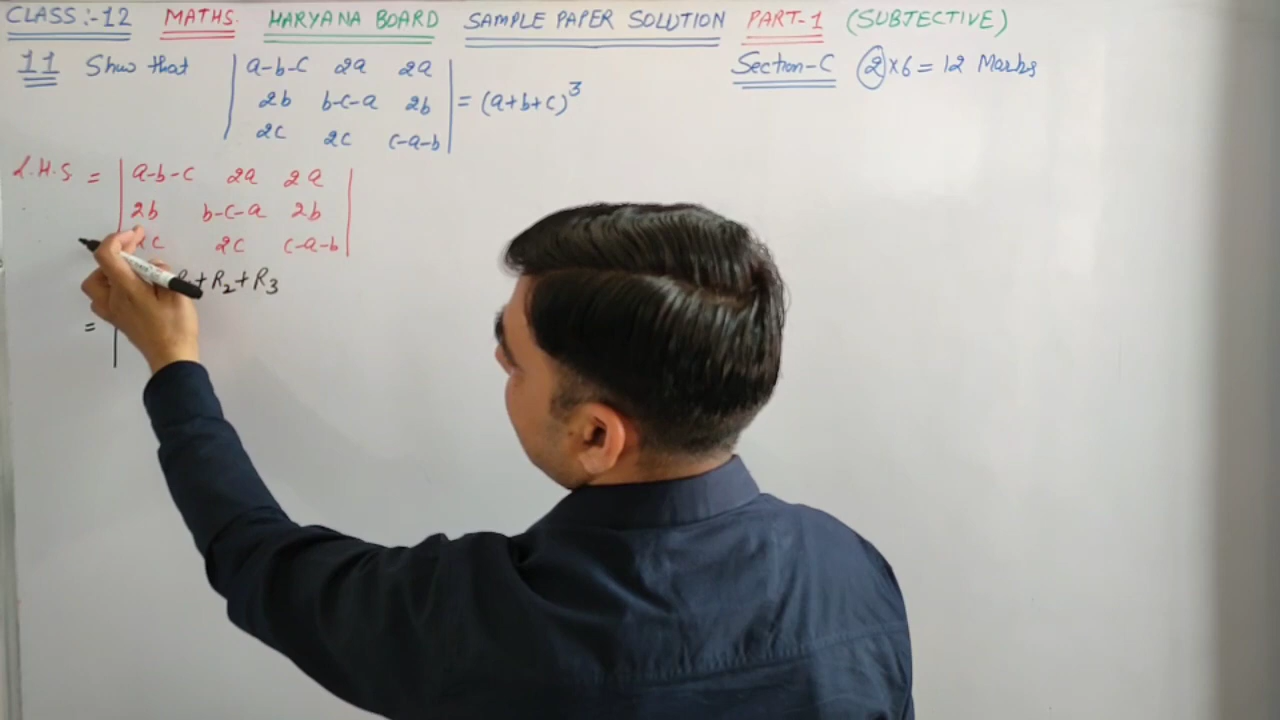 CLASS:-12 MATHS. HARYANA BOARD SAMPLE PAPER SOLUTION PART-1 (SUBJECTIVE)
11 Show that | a-b-c 2a 2a | Section-C (2)×6 = 12 Marks
| 2b b-c-a 2b | = (a+b+c)³
| 2c 2c c-a-b |
L.H.S = | a-b-c 2a 2a |
| 2b b-c-a 2b |
2c 2c c-a-b |
+ R₂ + R₃
= |